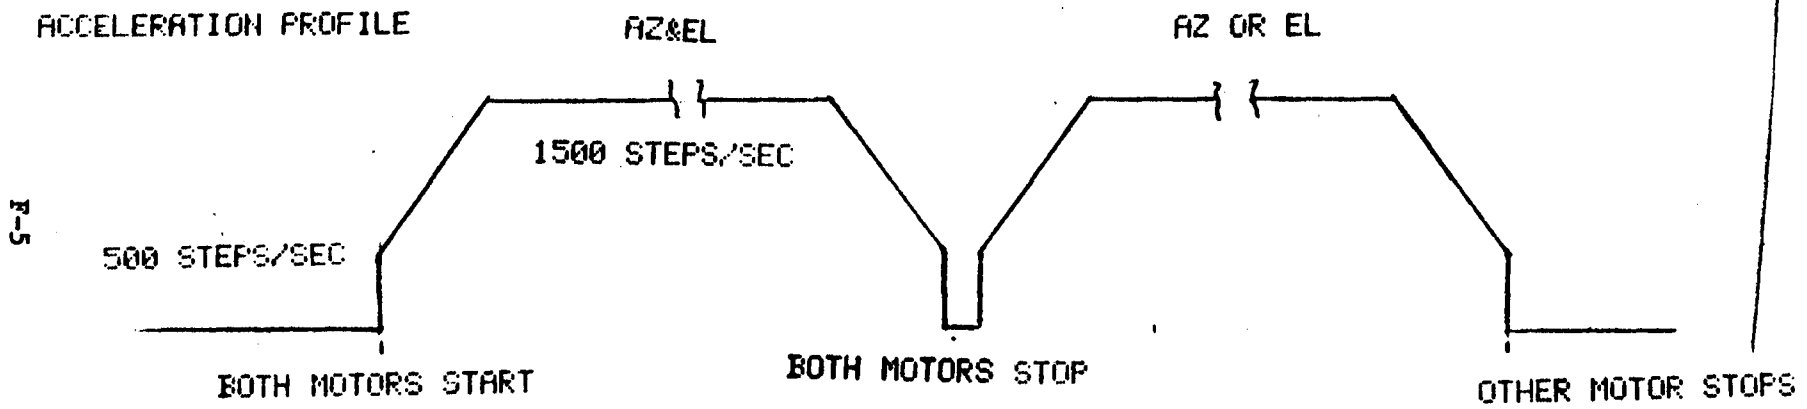 ACCELERATION PROFILE
AZ&EL
AZ OR EL
1500 STEPS/SEC
500 STEPS/SEC
F-5
BOTH MOTORS START
BOTH MOTORS STOP
OTHER MOTOR STOPS